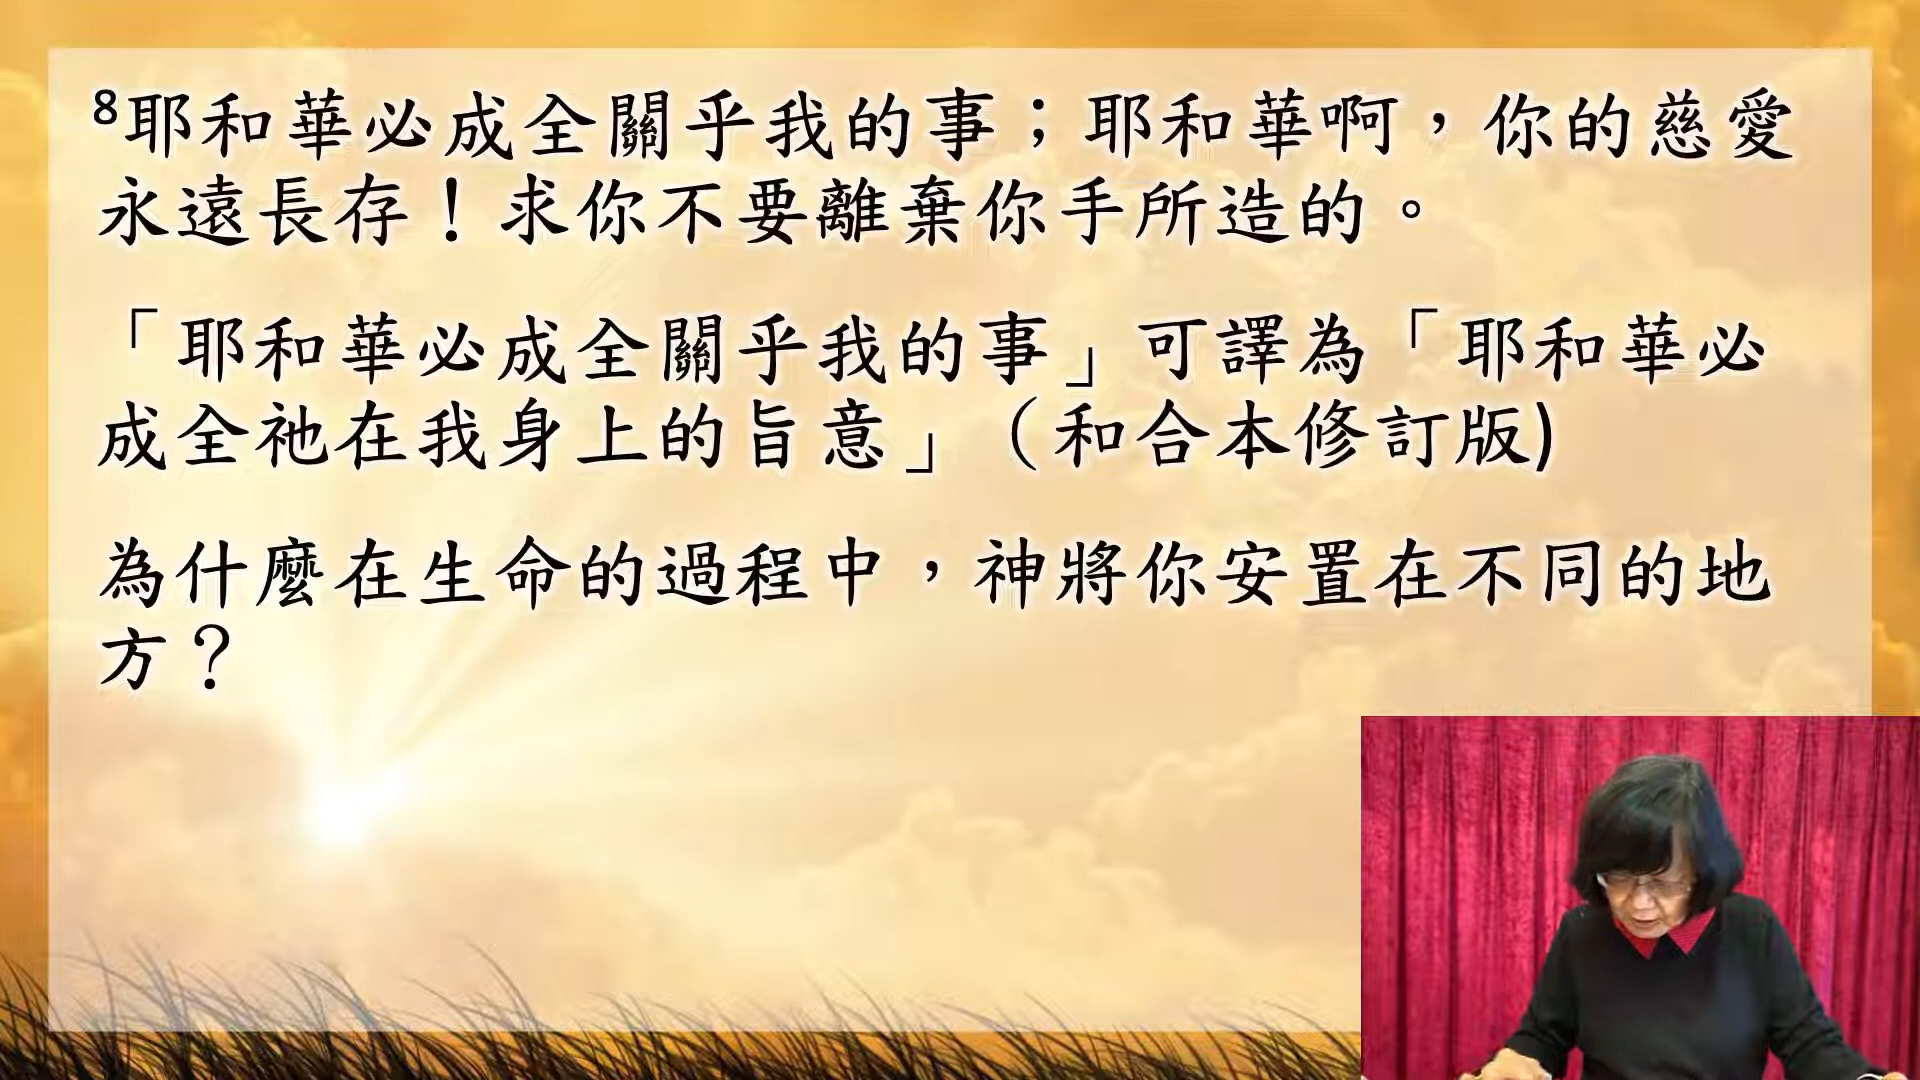 8耶和華必成全關乎我的事；耶和華啊，你的慈愛
永遠長存！求你不要離棄你手所造的。
「耶和華必成全關乎我的事」可譯為「耶和華必
成全祂在我身上的旨意」（和合本修訂版)
為什麼在生命的過程中，神將你安置在不同的地
方？